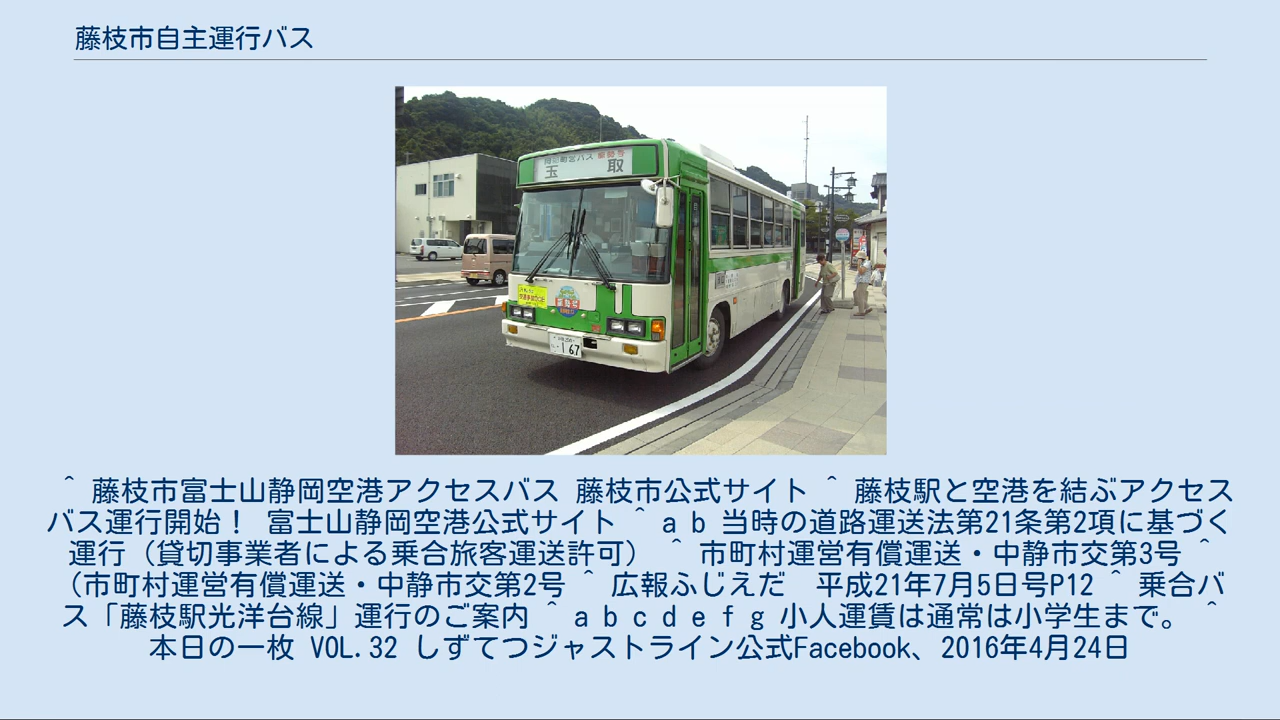 藤枝市自主運行バス
玉 取
167
^ 藤枝市富士山静岡空港アクセスバス 藤枝市公式サイト ^ 藤枝駅と空港を結ぶアクセス
バス運行開始！ 富士山静岡空港公式サイト ^ a b 当時の道路運送法第21条第2項に基づく
運行（貸切事業者による乗合旅客運送許可） ^ 市町村運営有償運送・中静市交第3号 ^
（市町村運営有償運送・中静市交第2号 ^ 広報ふじえだ　平成21年7月5日号P12 ^ 乗合バ
ス「藤枝駅光洋台線」運行のご案内 ^ a b c d e f g 小人運賃は通常は小学生まで。 ^
本日の一枚 VOL.32 しずてつジャストライン公式Facebook、2016年4月24日